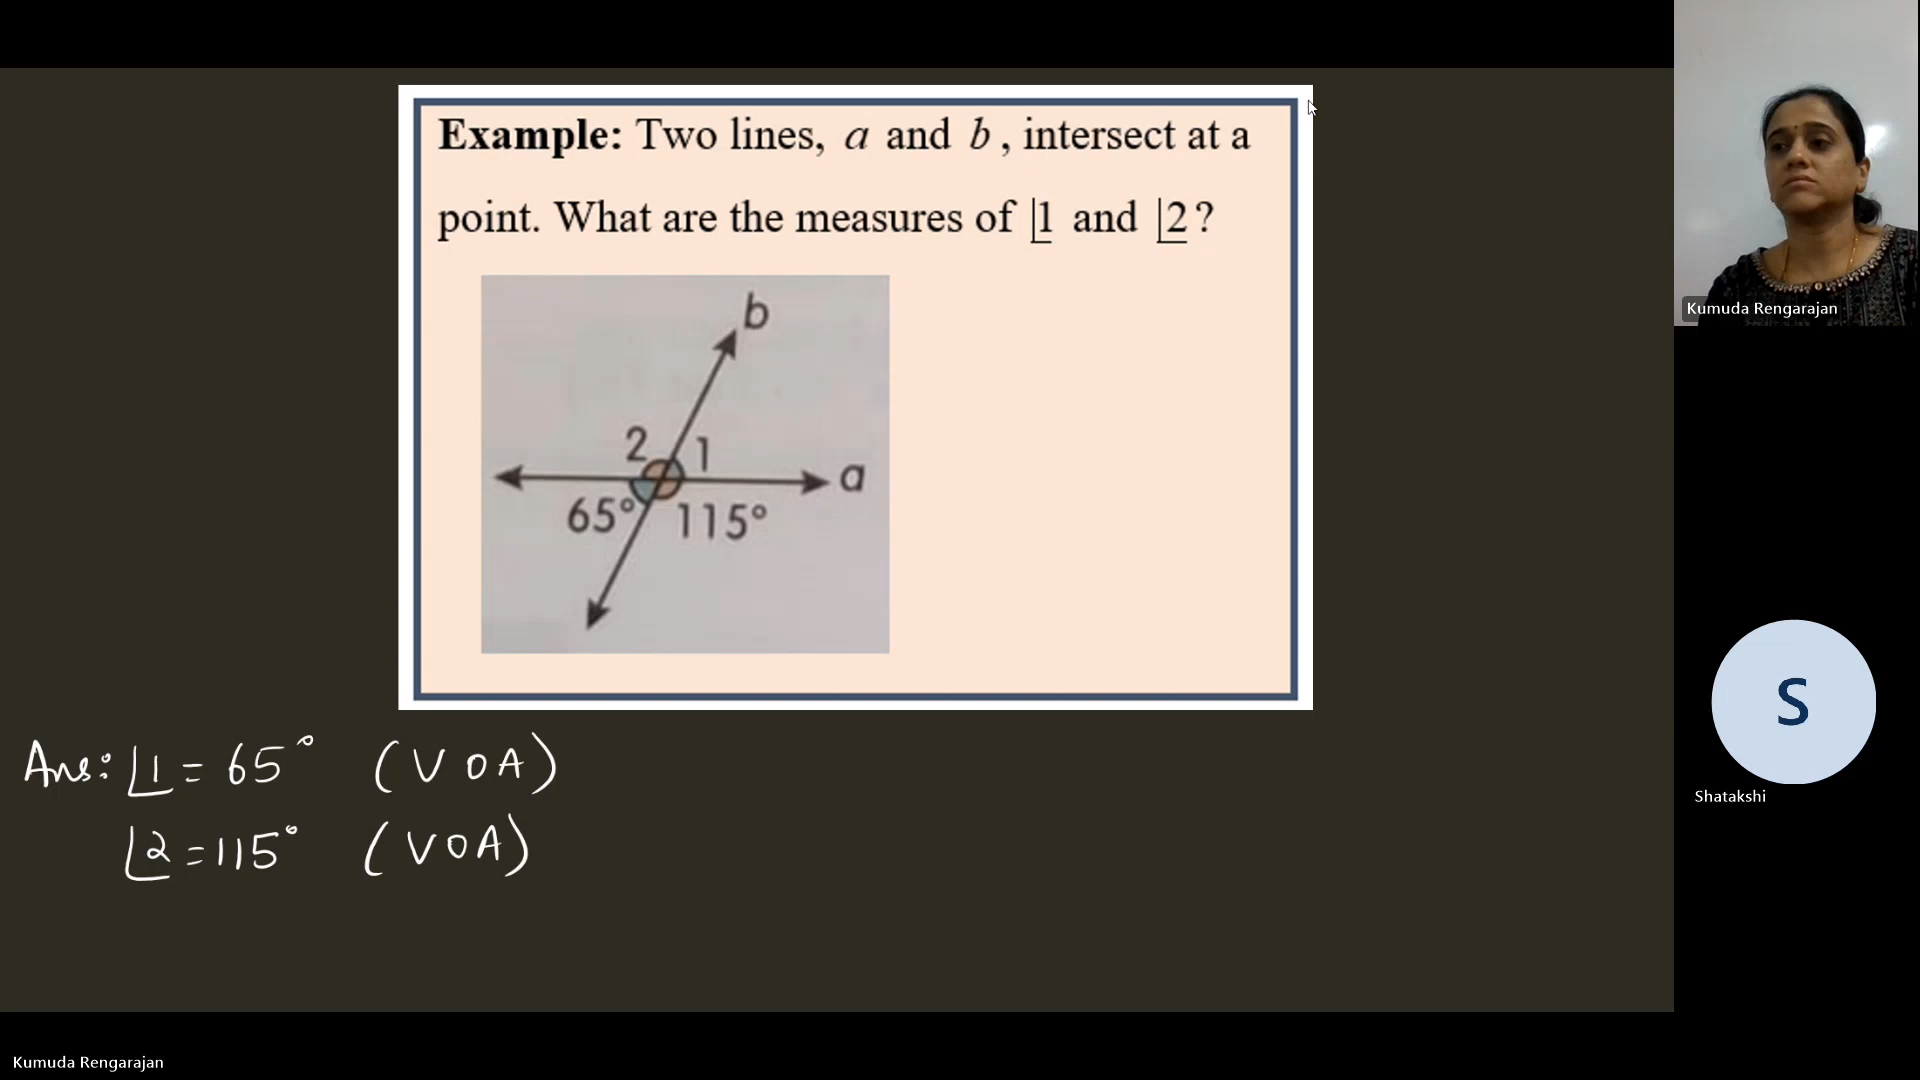 Example: Two lines, a and b, intersect at a
point. What are the measures of ∠1 and ∠2?
b
2 1
a
65° 115°
Ans: ∠1 = 65° (VOA)
∠2 = 115° (VOA)
Kumuda Rengarajan
S
Shatakshi
Kumuda Rengarajan